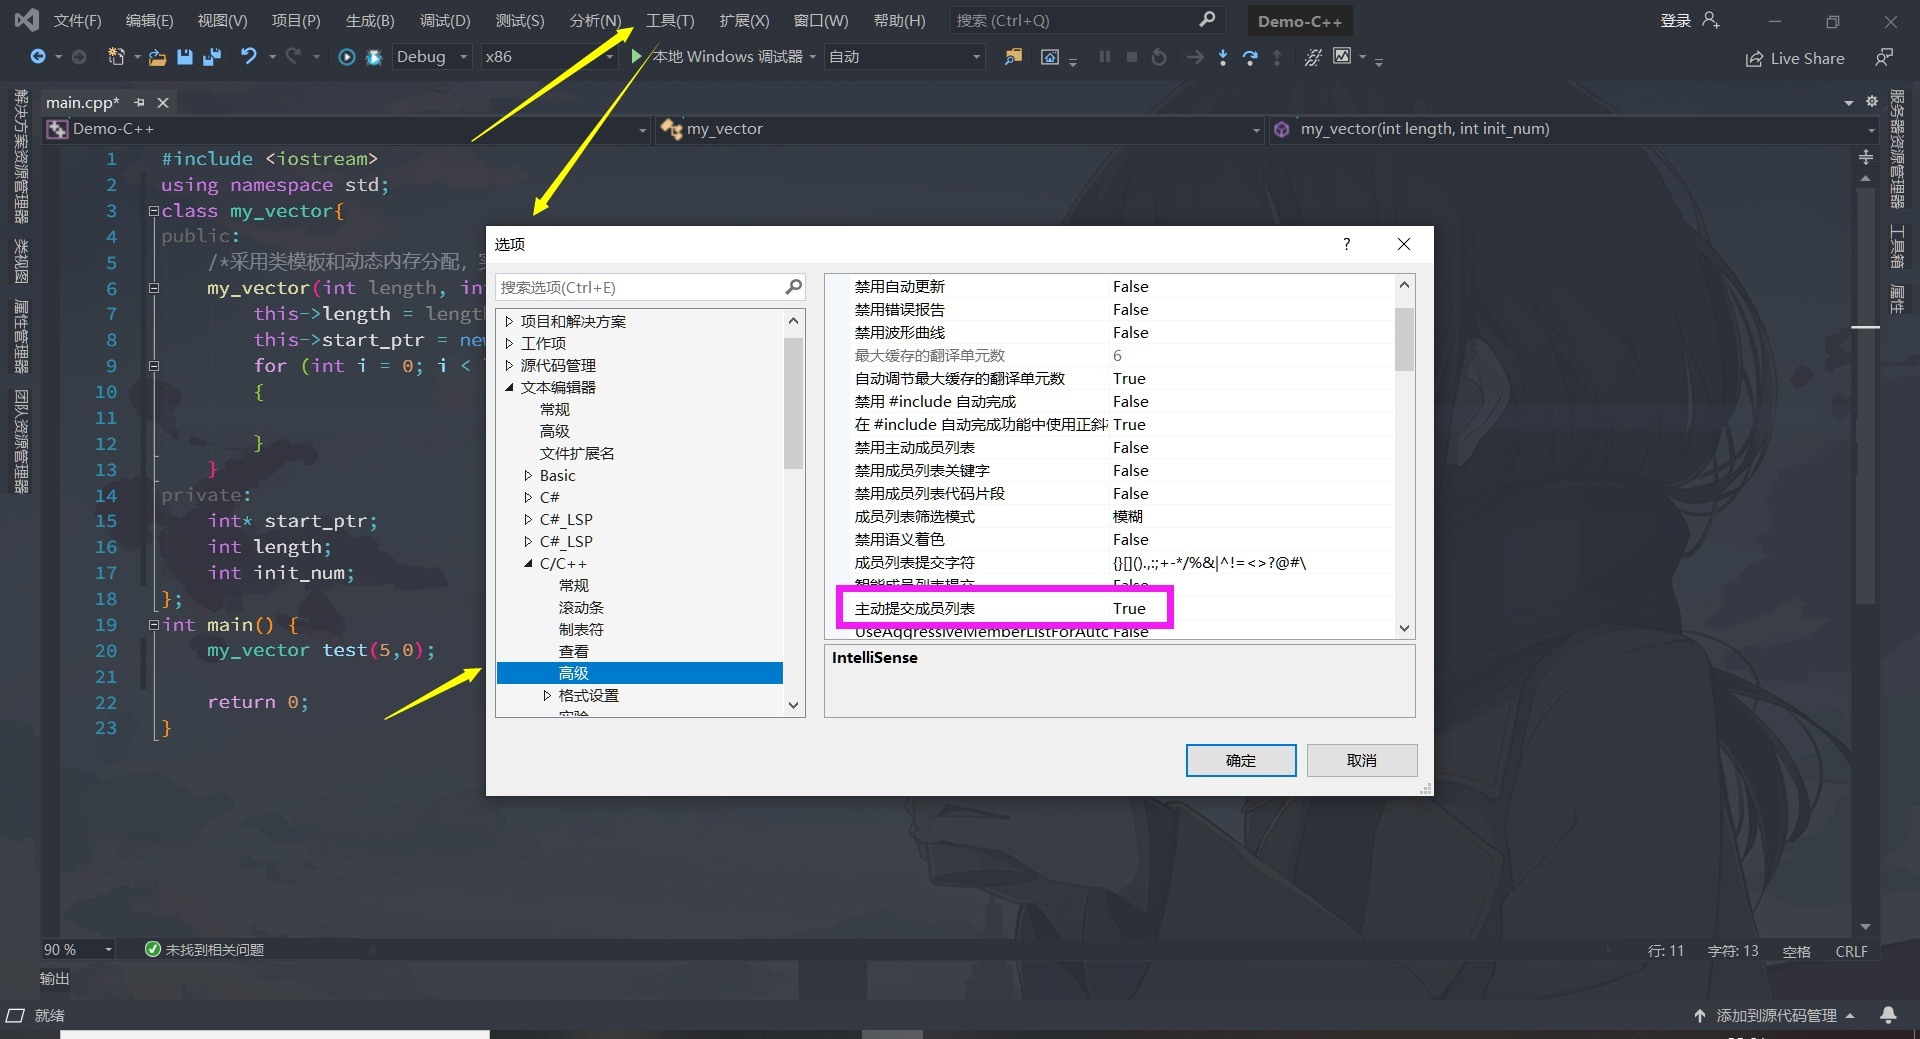 文件(F) 编辑(E) 视图(V) 项目(P) 生成(B) 调试(D) 测试(S) 分析(N) 工具(T) 扩展(X) 窗口(W) 帮助(H) 搜索 (Ctrl+Q) Demo-C++ 登录
Debug x86 本地 Windows 调试器 自动 Live Share
解决方案资源管理器
类视图
属性管理器
团队资源管理器
main.cpp*
Demo-C++ my_vector my_vector(int length, int init_num)
1 #include <iostream>
2 using namespace std;
3 class my_vector{
4 public:
5 /*采用类模板和动态内存分配，
6 my_vector(int length, in
7 this->length = lengt
8 this->start_ptr = new
9 for (int i = 0; i <
10 {
11
12 }
13 }
14 private:
15 int* start_ptr;
16 int length;
17 int init_num;
18 };
19 int main() {
20 my_vector test(5,0);
21
22 return 0;
23 }
选项 ?
搜索选项(Ctrl+E)
项目和解决方案
工作项
源代码管理
文本编辑器
常规
高级
文件扩展名
Basic
C#
C#_LSP
C#_LSP
C/C++
常规
滚动条
制表符
查看
高级
格式设置
实验
禁用自动更新 False
禁用错误报告 False
禁用波形曲线 False
最大缓存的翻译单元数 6
自动调节最大缓存的翻译单元数 True
禁用 #include 自动完成 False
在 #include 自动完成功能中使用正斜 True
禁用主动成员列表 False
禁用成员列表关键字 False
禁用成员列表代码片段 False
成员列表筛选模式 模糊
禁用语义着色 False
成员列表提交字符 {}[]().,:;+-*/%&|^!=<>?@#\
智能成员列表提交 False
主动提交成员列表 True
UseAggressiveMemberListForAuto False
IntelliSense
确定 取消
服务器资源管理器
工具箱
属性
90 % 未找到相关问题 行: 11 字符: 13 空格 CRLF
输出
就绪 添加到源代码管理